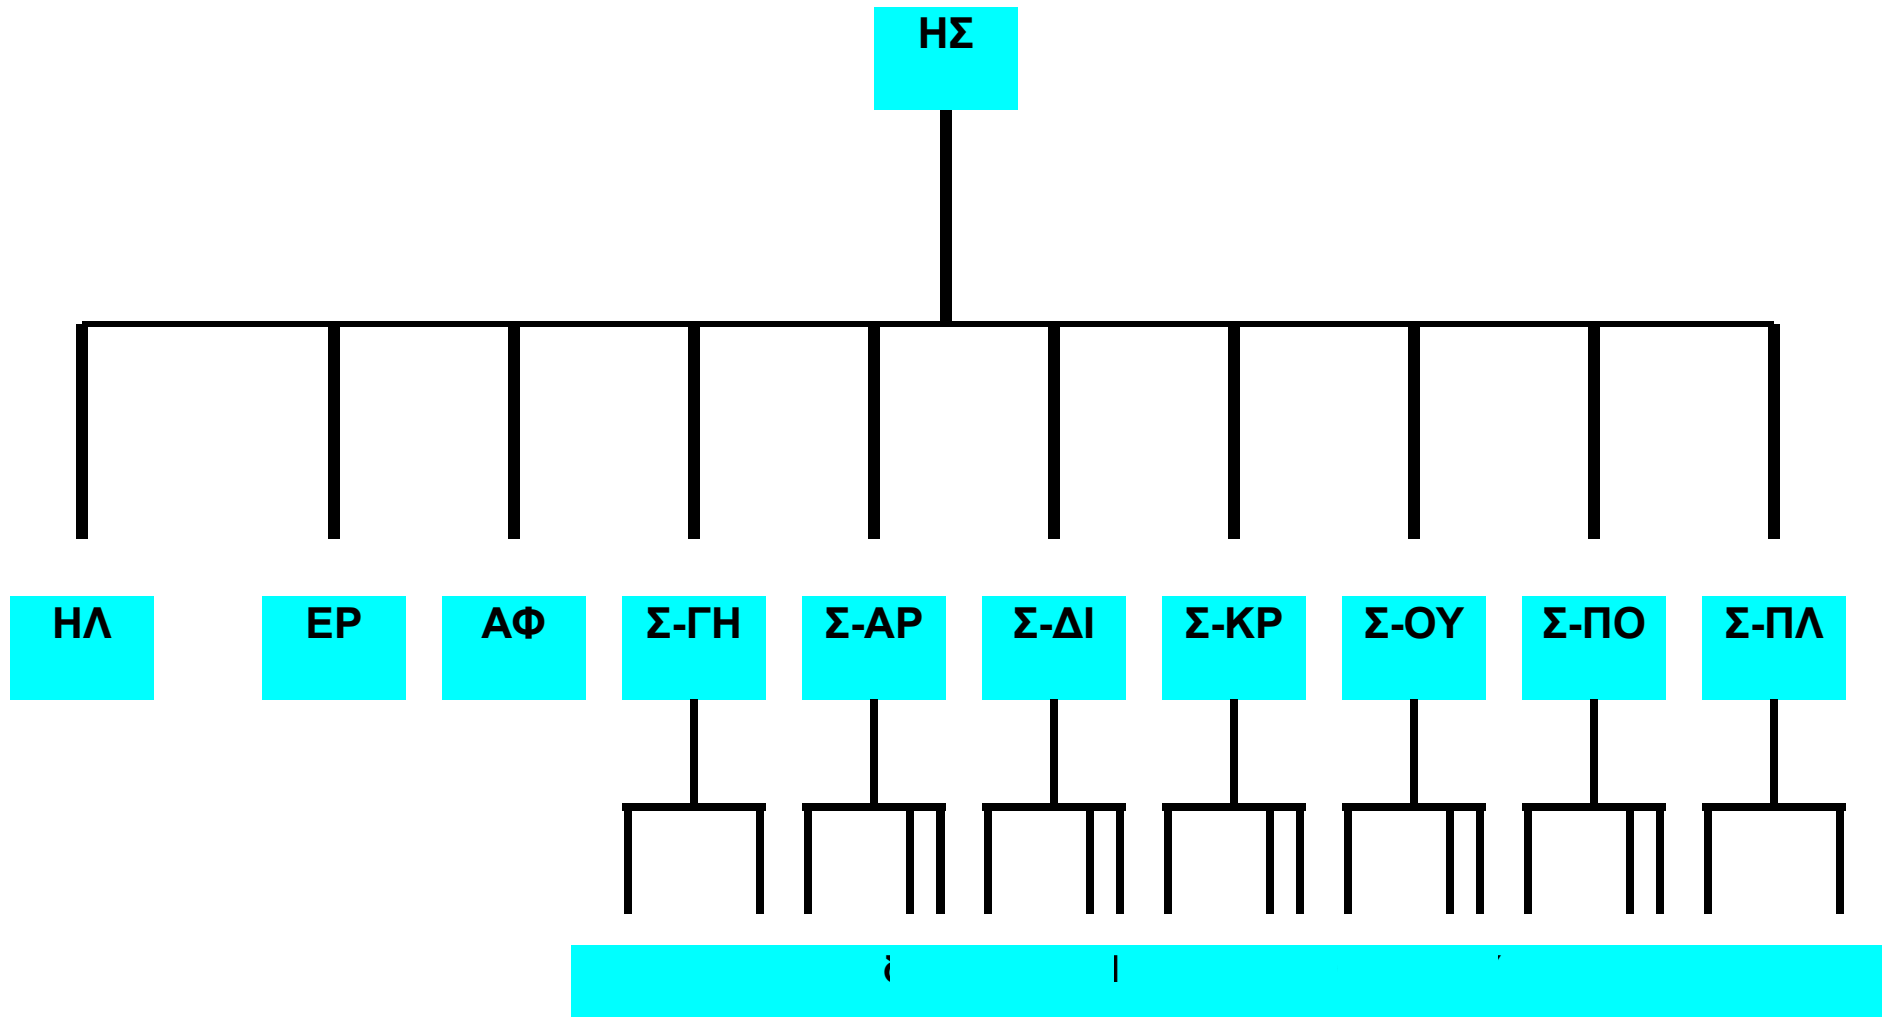 ΗΣ
ΗΛ ΕΡ ΑΦ Σ-ΓΗ Σ-ΑΡ Σ-ΔΙ Σ-ΚΡ Σ-ΟΥ Σ-ΠΟ Σ-ΠΛ